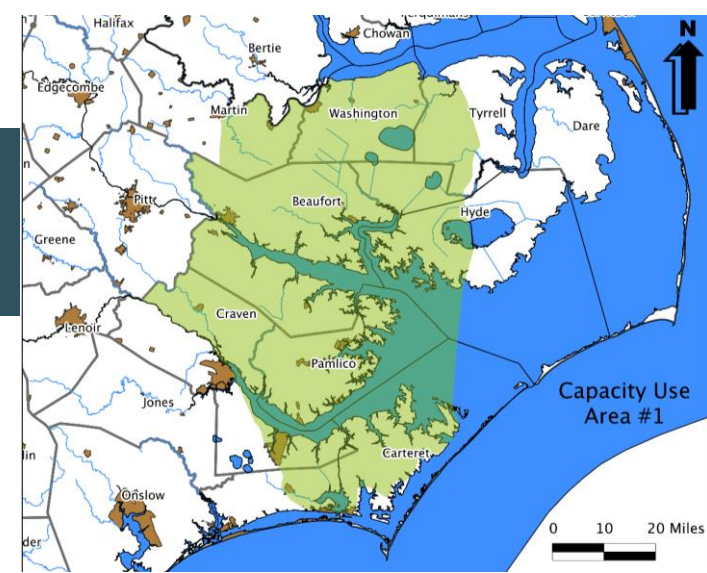 Halifax
Chowan
Bertie
N
Edgecombe
Martin
Washington
Tyrrell
Dare
Pitt
Beaufort
Hyde
Greene
Craven
Lenoir
Pamlico
Capacity Use
Area #1
Jones
Carteret
Onslow
0 10 20 Miles